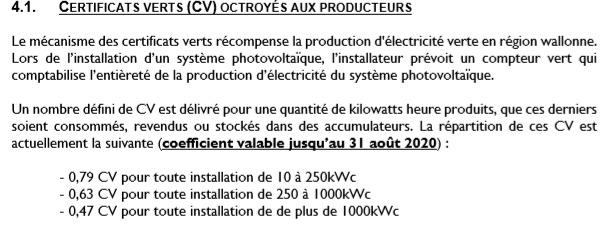 4.1. CERTIFICATS VERTS (CV) OCTROYÉS AUX PRODUCTEURS
Le mécanisme des certificats verts récompense la production d'électricité verte en région wallonne.
Lors de l'installation d'un système photovoltaïque, l'installateur prévoit un compteur vert qui
comptabilise l'entièreté de la production d'électricité du système photovoltaïque.
Un nombre défini de CV est délivré pour une quantité de kilowatts heure produits, que ces derniers
soient consommés, revendus ou stockés dans des accumulateurs. La répartition de ces CV est
actuellement la suivante (coefficient valable jusqu'au 31 août 2020) :
- 0,79 CV pour toute installation de 10 à 250kWc
- 0,63 CV pour toute installation de 250 à 1000kWc
- 0,47 CV pour toute installation de de plus de 1000kWc